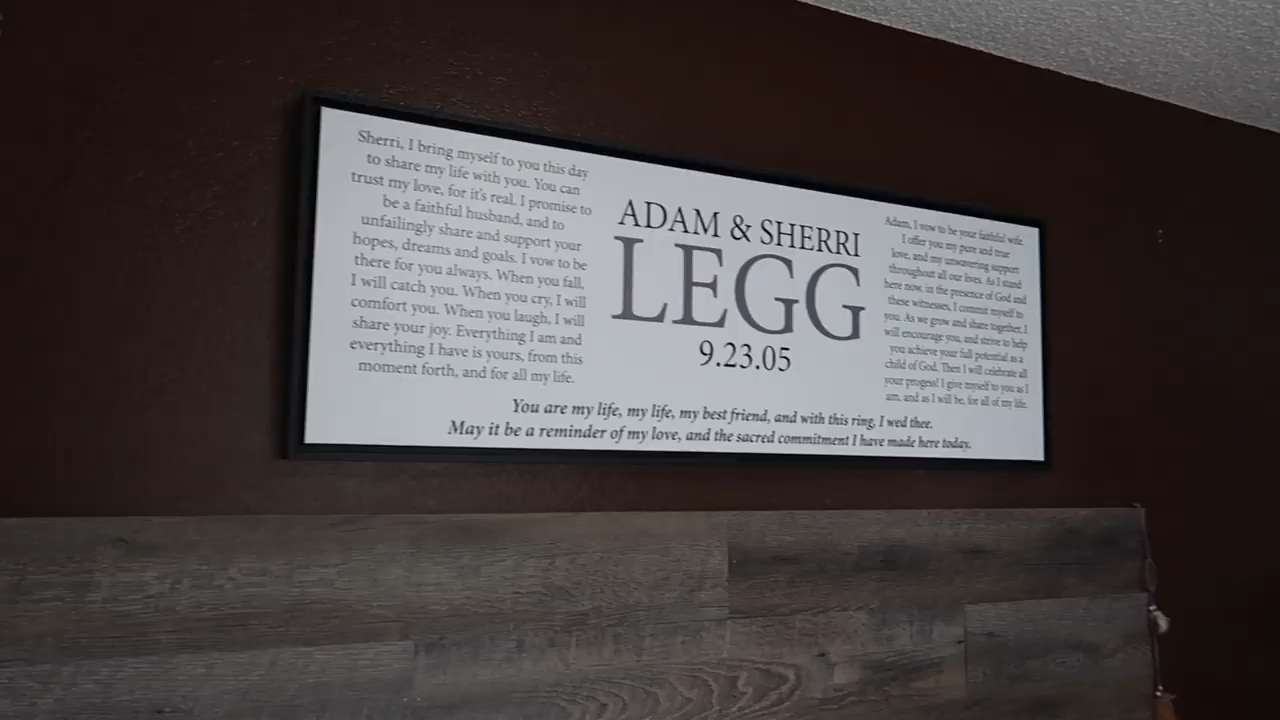 Sherri, I bring myself to you this day
to share my life with you. You can
trust my love, for it's real. I promise to
be a faithful husband, and to
unfailingly share and support your
hopes, dreams and goals. I vow to be
there for you always. When you fall,
I will catch you. When you cry, I will
comfort you. When you laugh, I will
share your joy. Everything I am and
everything I have is yours, from this
moment forth, and for all my life.
ADAM & SHERRI
LEGG
9.23.05
Adam, I vow to be your faithful wife.
I offer you my pure and true
love, and my unwavering support
throughout all our lives. As I stand
here now, in the presence of God and
these witnesses, I commit myself to
you. As we grow and share together, I
will encourage you, and strive to help
you achieve your full potential as a
child of God. Then I will celebrate all
your progess! I give myself to you as I
am, and as I will be, for all of my life.
You are my life, my life, my best friend, and with this ring, I wed thee.
May it be a reminder of my love, and the sacred commitment I have made here today.